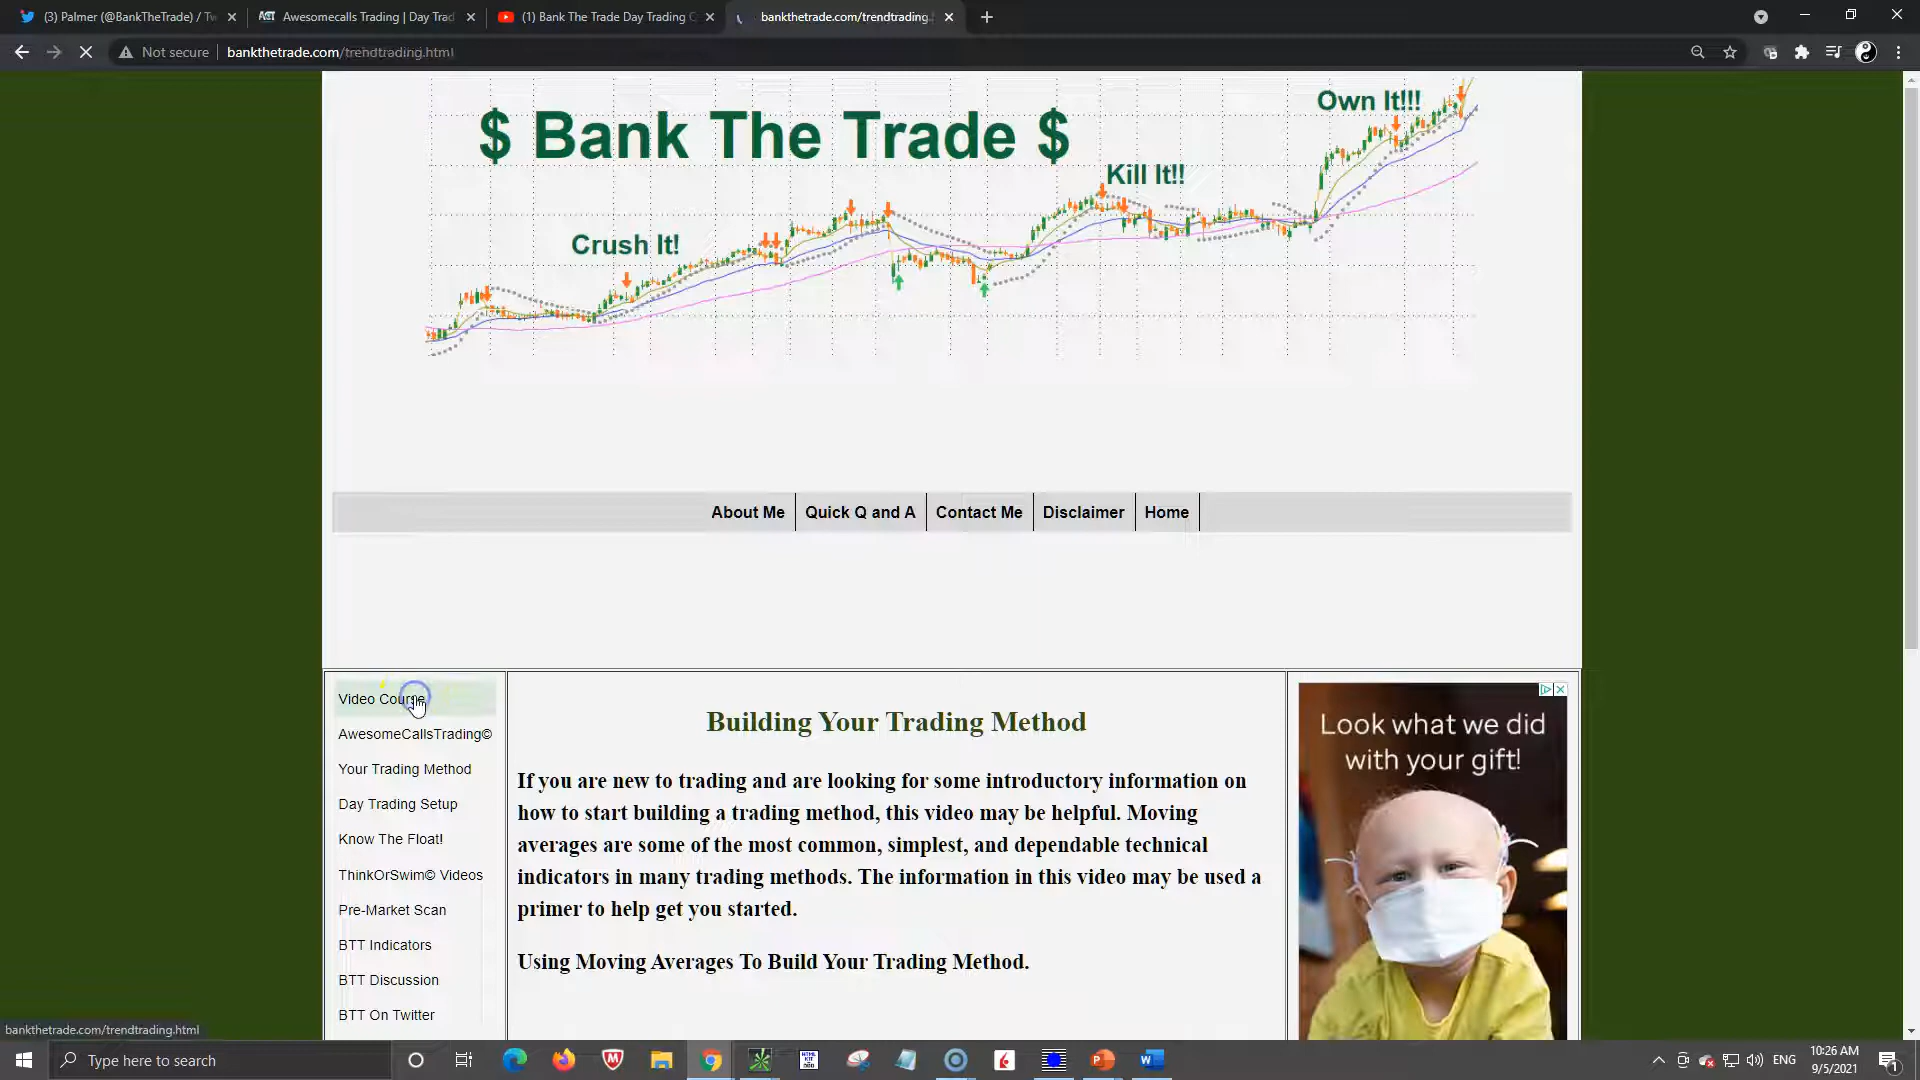 (3) Palmer (@BankTheTrade) / Tw
Awesomecalls Trading | Day Trad
(1) Bank The Trade Day Trading C
bankthetrade.com/trendtrading.
Not secure
bankthetrade.com/trendtrading.html
$ Bank The Trade $
Own It!!!
Kill It!!
Crush It!
About Me
Quick Q and A
Contact Me
Disclaimer
Home
Video Course
AwesomeCallsTrading©
Your Trading Method
Day Trading Setup
Know The Float!
ThinkOrSwim© Videos
Pre-Market Scan
BTT Indicators
BTT Discussion
BTT On Twitter
Building Your Trading Method
If you are new to trading and are looking for some introductory information on
how to start building a trading method, this video may be helpful. Moving
averages are some of the most common, simplest, and dependable technical
indicators in many trading methods. The information in this video may be used a
primer to help get you started.
Using Moving Averages To Build Your Trading Method.
Look what we did
with your gift!
bankthetrade.com/trendtrading.html
Type here to search
ENG
10:26 AM
9/5/2021